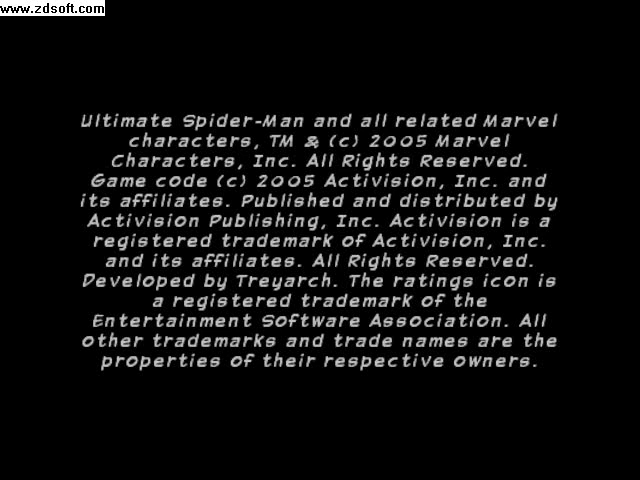 www.zdsoft.com
Ultimate Spider-Man and all related Marvel
characters, TM & (c) 2005 Marvel
Characters, Inc. All Rights Reserved.
Game code (c) 2005 Activision, Inc. and
its affiliates. Published and distributed by
Activision Publishing, Inc. Activision is a
registered trademark of Activision, Inc.
and its affiliates. All Rights Reserved.
Developed by Treyarch. The ratings icon is
a registered trademark of the
Entertainment Software Association. All
other trademarks and trade names are the
properties of their respective owners.